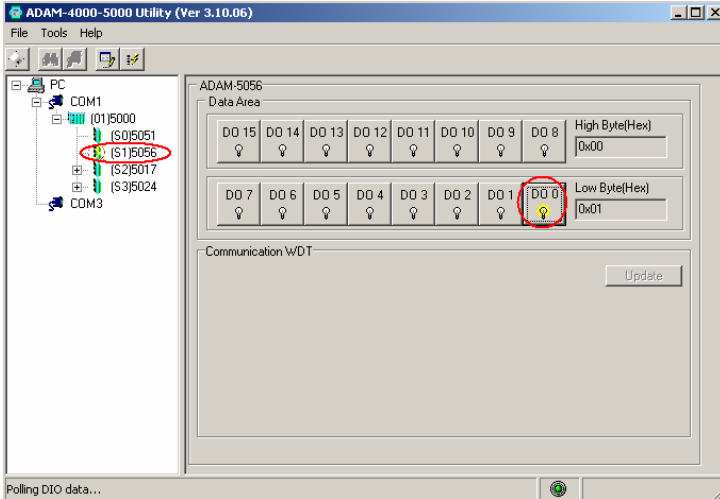 ADAM-4000-5000 Utility (Ver 3.10.06)
File Tools Help
PC
COM1
(01)5000
(S0)5051
(S1)5056
(S2)5017
(S3)5024
COM3
ADAM-5056
Data Area
DO 15 DO 14 DO 13 DO 12 DO 11 DO 10 DO 9 DO 8
High Byte(Hex)
0x00
DO 7 DO 6 DO 5 DO 4 DO 3 DO 2 DO 1 DO 0
Low Byte(Hex)
0x01
Communication WDT
Update
Polling DIO data...